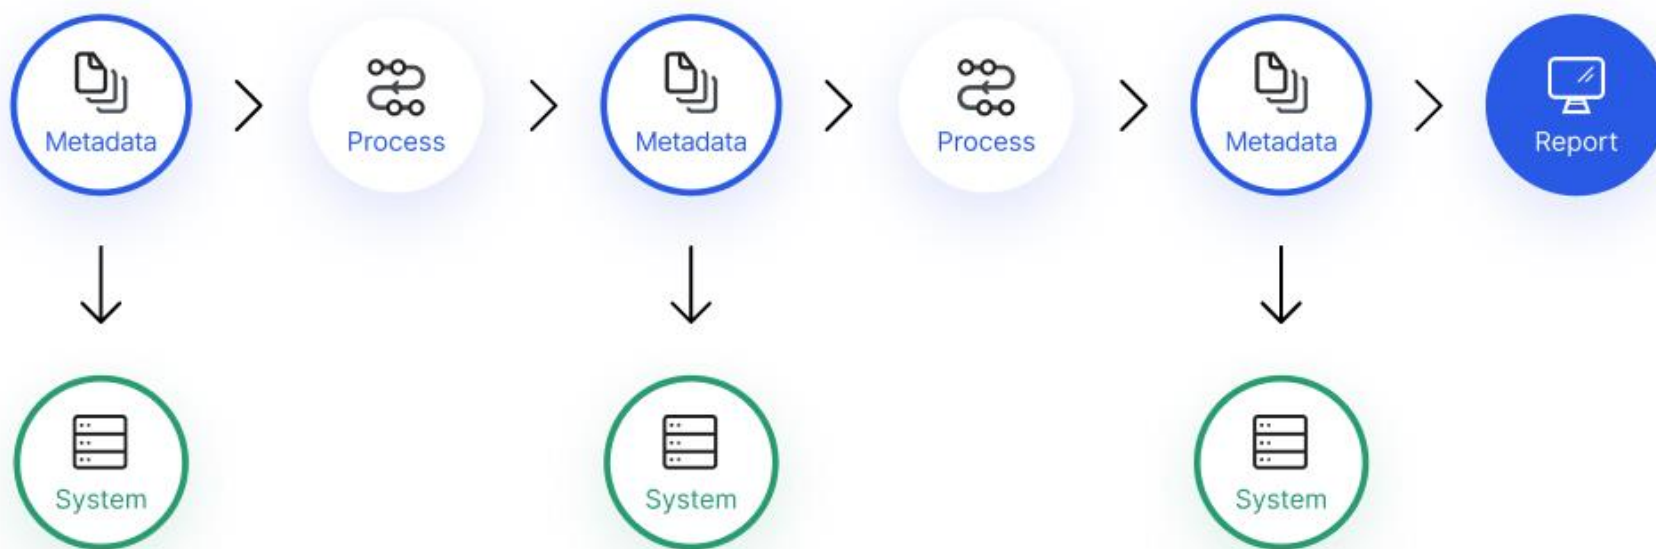 Metadata
Process
Metadata
Process
Metadata
Report
System
System
System